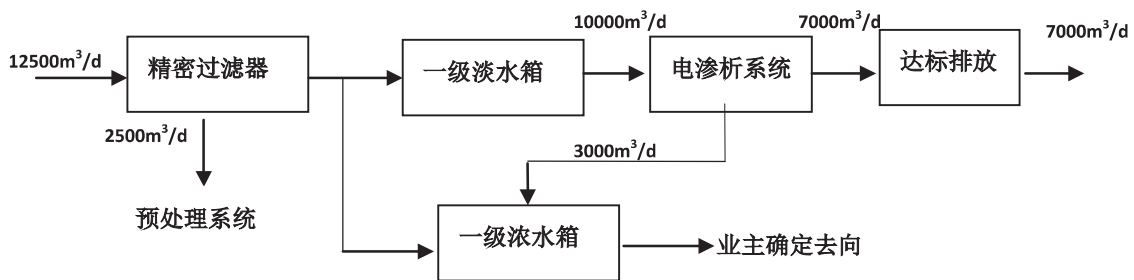 12500m³/d
精密过滤器
一级淡水箱
10000m³/d
电渗析系统
7000m³/d
达标排放
7000m³/d
2500m³/d
预处理系统
3000m³/d
一级浓水箱
业主确定去向